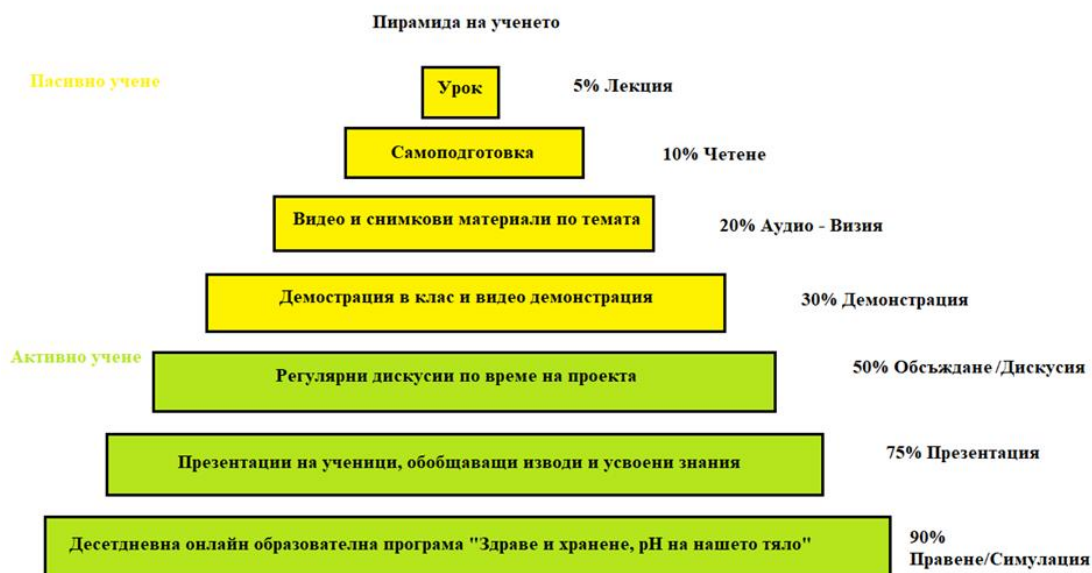 Пирамида на ученето
Пасивно учене
Урок
5% Лекция
Самоподготовка
10% Четене
Видео и снимкови материали по темата
20% Аудио - Визия
Демострация в клас и видео демонстрация
30% Демонстрация
Активно учене
Регулярни дискусии по време на проекта
50% Обсъждане /Дискусия
Презентации на ученици, обобщаващи изводи и усвоени знания
75% Презентация
Десетдневна онлайн образователна програма "Здраве и хранене, pH на нашето тяло"
90%
Правене/Симулация